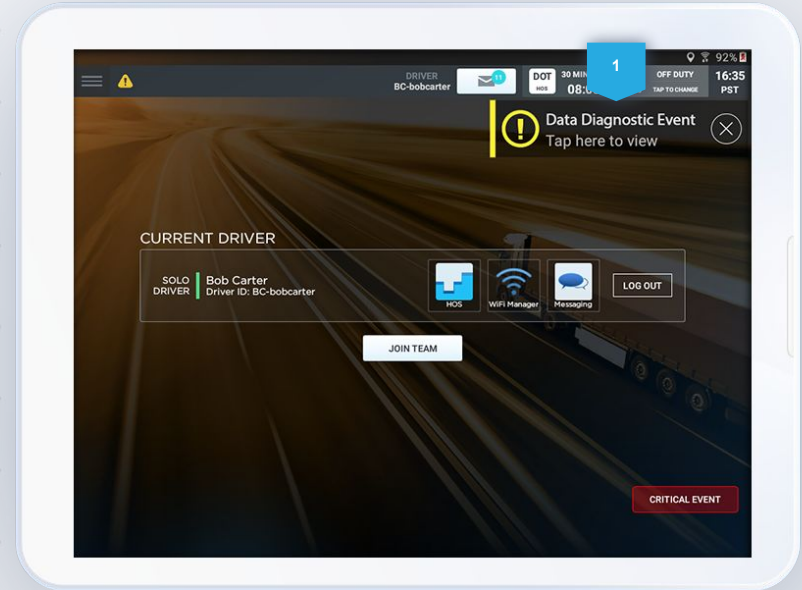 92%
DRIVER
BC-bobcarter
11
DOT
HOS
30 MIN
1
OFF DUTY
TAP TO CHANGE
16:35
PST
Data Diagnostic Event
Tap here to view
CURRENT DRIVER
SOLO
DRIVER
Bob Carter
Driver ID: BC-bobcarter
HOS
WiFi Manager
Messaging
LOG OUT
JOIN TEAM
CRITICAL EVENT